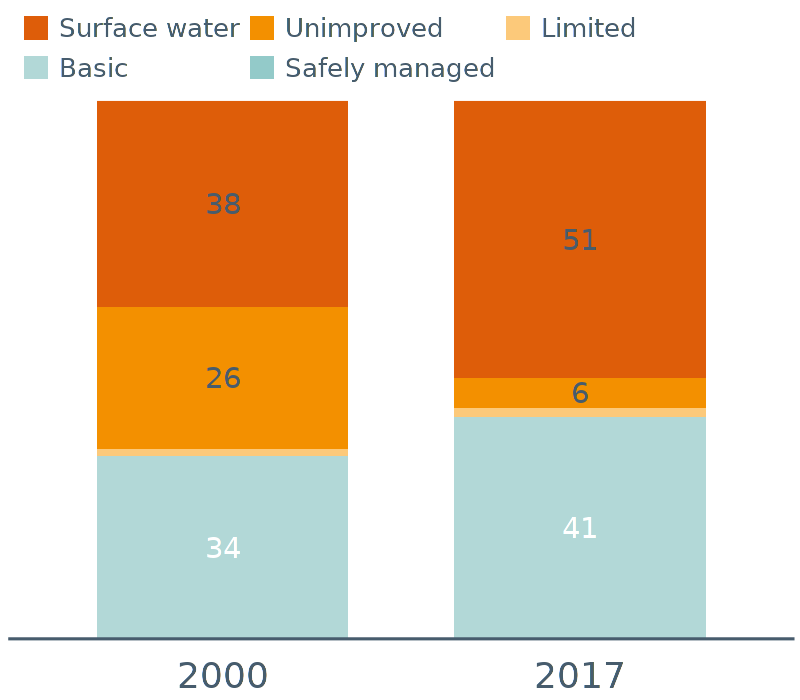 Surface water Unimproved Limited
Basic Safely managed
38 51
26 6
34 41
2000 2017